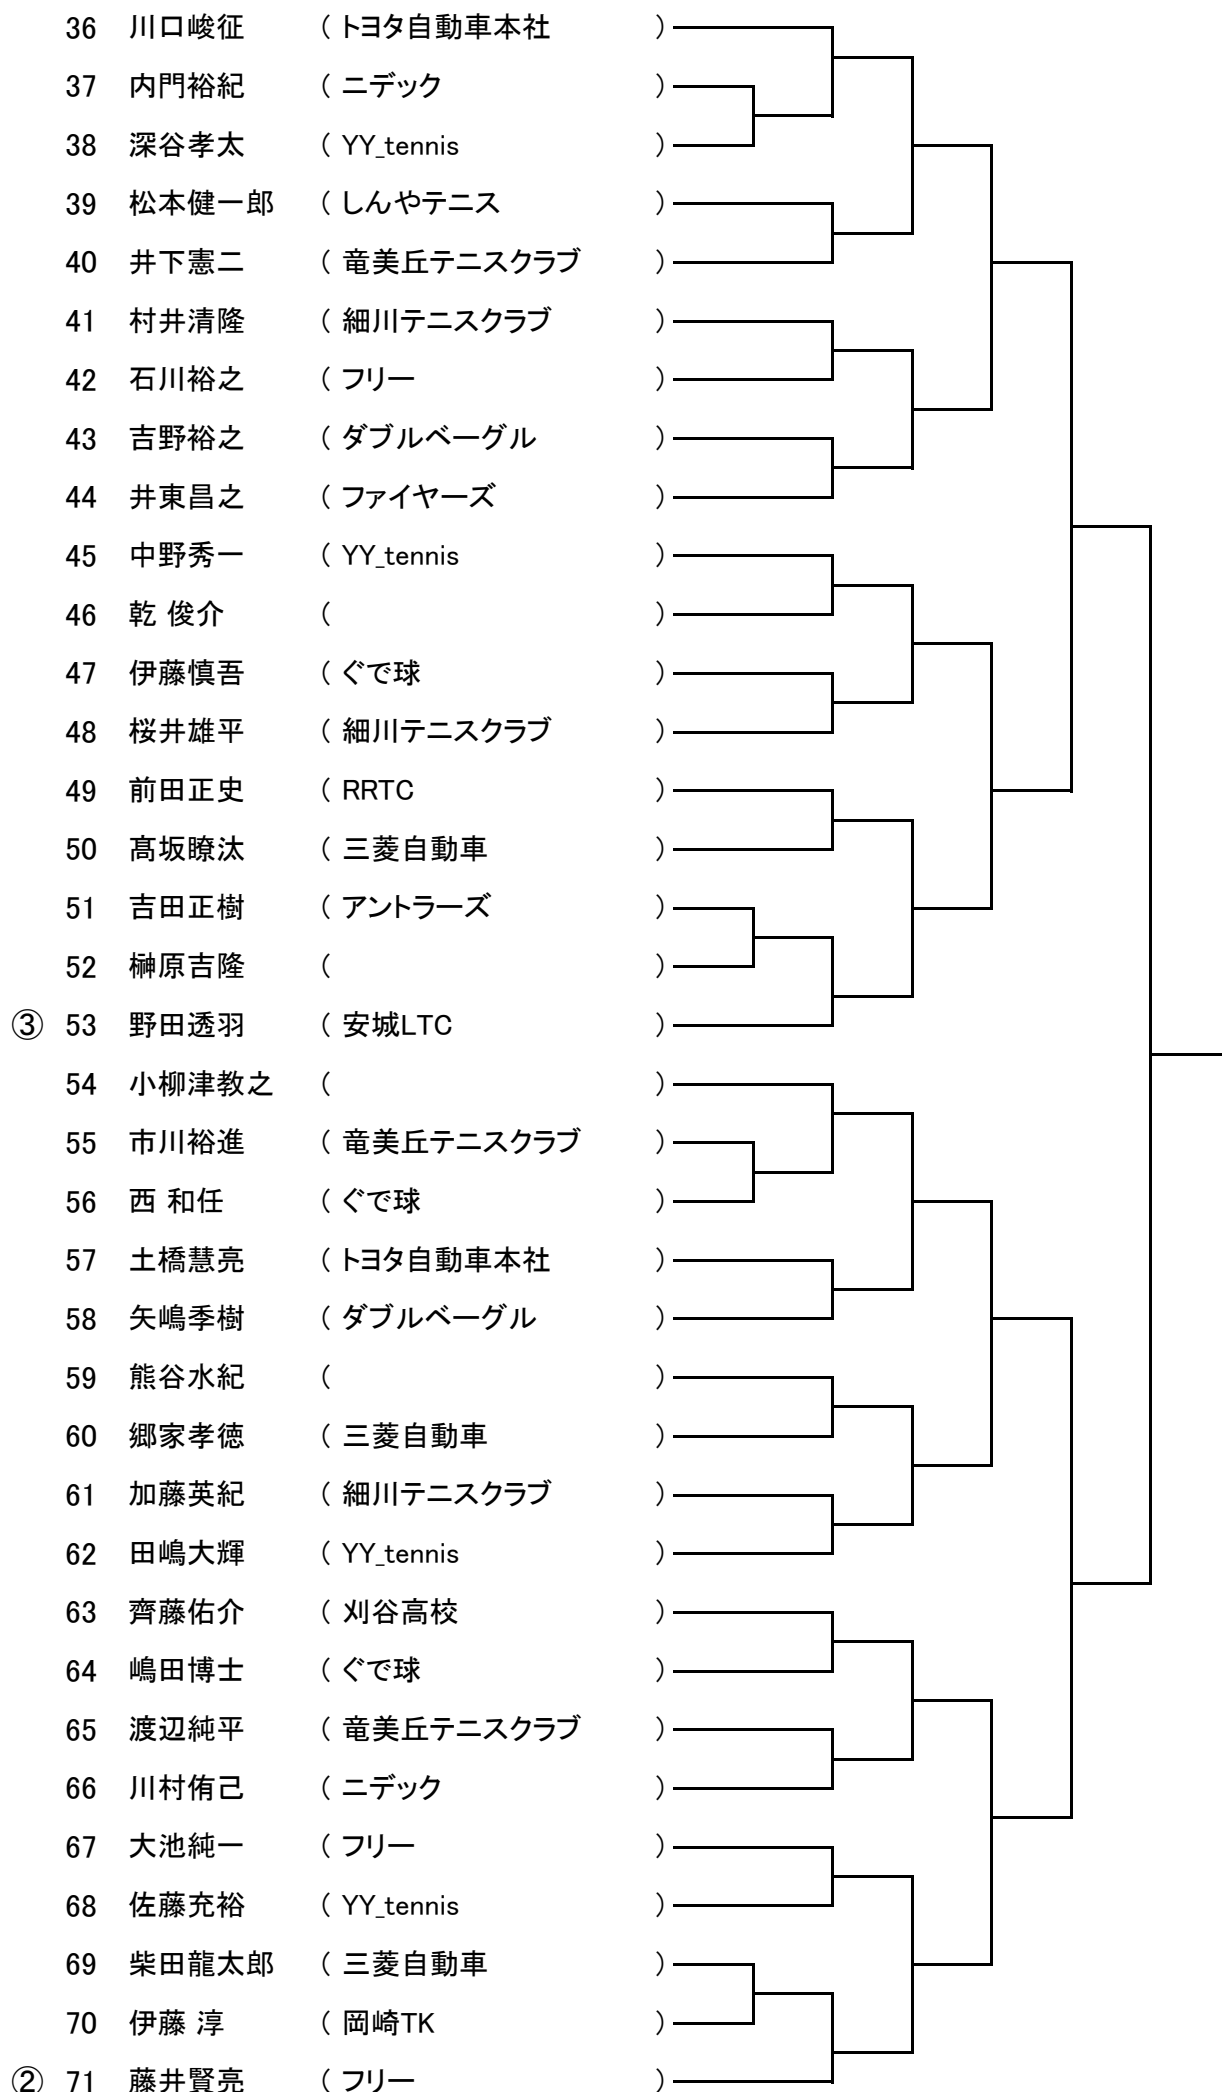 36 川口峻征 ( トヨタ自動車本社 )
37 内門裕紀 ( ニデック )
38 深谷孝太 ( YY_tennis )
39 松本健一郎 ( しんやテニス )
40 井下憲二 ( 竜美丘テニスクラブ )
41 村井清隆 ( 細川テニスクラブ )
42 石川裕之 ( フリー )
43 吉野裕之 ( ダブルベーグル )
44 井東昌之 ( ファイヤーズ )
45 中野秀一 ( YY_tennis )
46 乾 俊介 ( )
47 伊藤慎吾 ( ぐで球 )
48 桜井雄平 ( 細川テニスクラブ )
49 前田正史 ( RRTC )
50 髙坂瞭汰 ( 三菱自動車 )
51 吉田正樹 ( アントラーズ )
52 榊原吉隆 ( )
③ 53 野田透羽 ( 安城LTC )
54 小柳津教之 ( )
55 市川裕進 ( 竜美丘テニスクラブ )
56 西 和任 ( ぐで球 )
57 土橋慧亮 ( トヨタ自動車本社 )
58 矢嶋季樹 ( ダブルベーグル )
59 熊谷水紀 ( )
60 郷家孝徳 ( 三菱自動車 )
61 加藤英紀 ( 細川テニスクラブ )
62 田嶋大輝 ( YY_tennis )
63 齊藤佑介 ( 刈谷高校 )
64 嶋田博士 ( ぐで球 )
65 渡辺純平 ( 竜美丘テニスクラブ )
66 川村侑己 ( ニデック )
67 大池純一 ( フリー )
68 佐藤充裕 ( YY_tennis )
69 柴田龍太郎 ( 三菱自動車 )
70 伊藤 淳 ( 岡崎TK )
② 71 藤井賢亮 ( フリー )